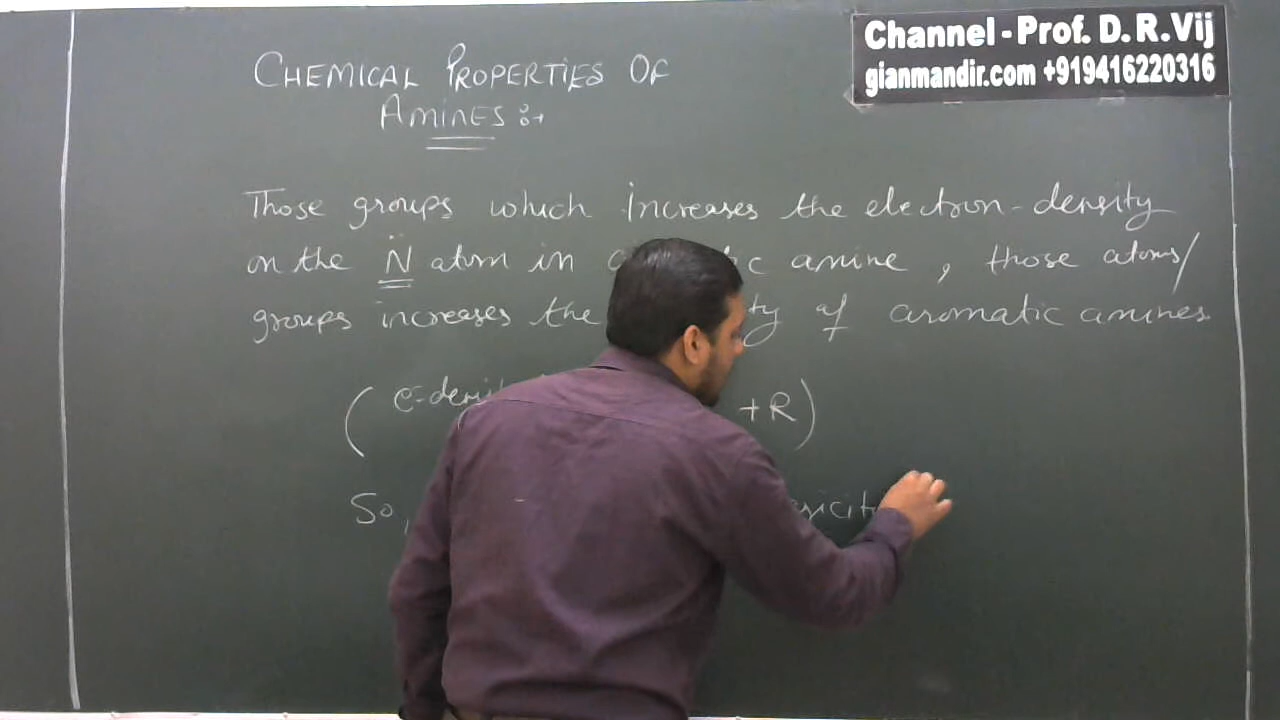 Channel - Prof. D. R. Vij
gianmandir.com +919416220316
CHEMICAL PROPERTIES OF
AMINES :-
Those groups which increases the electron-density
on the N̈ atom in amine, those atoms/
groups increases the of aromatic amines.
( e⁻- +R )
So,